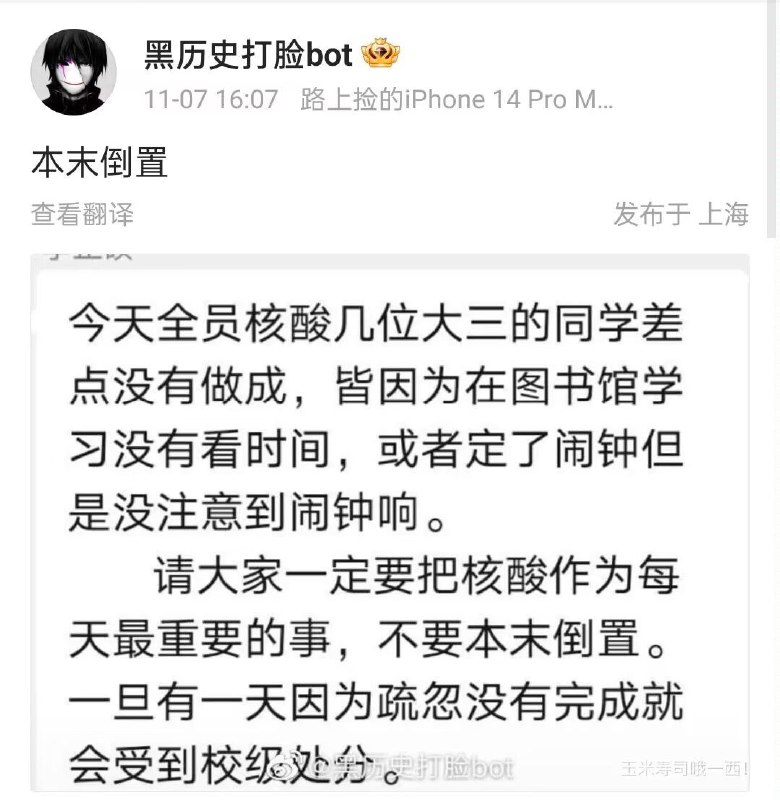 黑历史打脸bot
11-07 16:07 路上捡的iPhone 14 Pro M...
本末倒置
查看翻译 发布于 上海
今天全员核酸几位大三的同学差
点没有做成，皆因为在图书馆学
习没有看时间，或者定了闹钟但
是没注意到闹钟响。
请大家一定要把核酸作为每
天最重要的事，不要本末倒置。
一旦有一天因为疏忽没有完成就
会受到校级处分。
@黑历史打脸bot
玉米寿司哦一西!